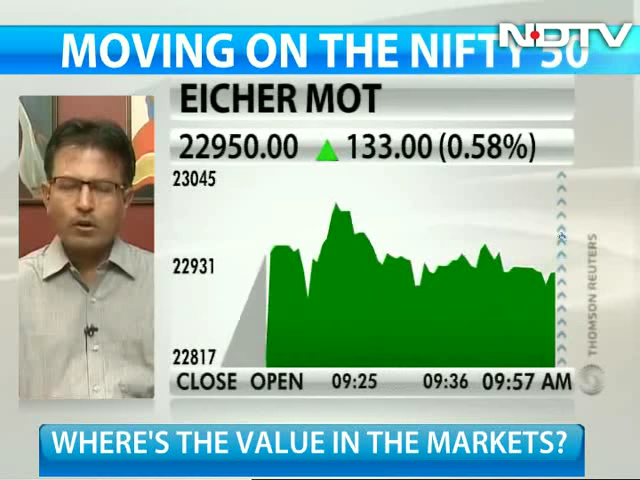 NDTV
MOVING ON THE NIFTY 50
EICHER MOT
22950.00 ▲ 133.00 (0.58%)
23045
22931
22817
CLOSE OPEN 09:25 09:36 09:57 AM
THOMSON REUTERS
WHERE'S THE VALUE IN THE MARKETS?